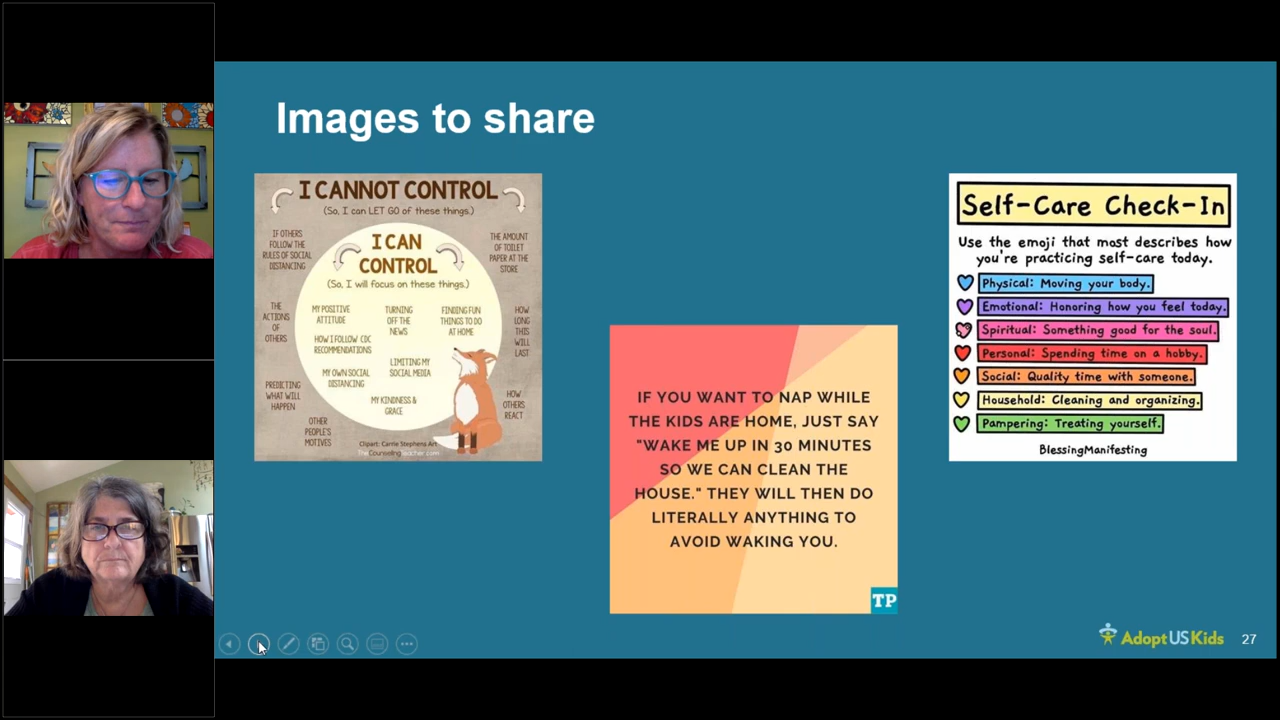 Images to share
I CANNOT CONTROL
(So, I can LET GO of these things.)
IF OTHERS
FOLLOW THE
RULES OF SOCIAL
DISTANCING
THE
ACTIONS
OF
OTHERS
PREDICTING
WHAT WILL
HAPPEN
OTHER
PEOPLE'S
MOTIVES
THE AMOUNT
OF TOILET
PAPER AT THE
STORE
HOW
LONG
THIS
WILL
LAST
HOW
OTHERS
REACT
I CAN
CONTROL
(So, I will focus on these things.)
MY POSITIVE
ATTITUDE
TURNING
OFF THE
NEWS
FINDING FUN
THINGS TO DO
AT HOME
HOW I FOLLOW CDC
RECOMMENDATIONS
LIMITING MY
SOCIAL MEDIA
MY OWN SOCIAL
DISTANCING
MY KINDNESS &
GRACE
Clipart: Carrie Stephens Art
TheCounselingTeacher.com
IF YOU WANT TO NAP WHILE
THE KIDS ARE HOME, JUST SAY
"WAKE ME UP IN 30 MINUTES
SO WE CAN CLEAN THE
HOUSE." THEY WILL THEN DO
LITERALLY ANYTHING TO
AVOID WAKING YOU.
TP
Self-Care Check-In
Use the emoji that most describes how
you're practicing self-care today.
Physical: Moving your body.
Emotional: Honoring how you feel today.
Spiritual: Something good for the soul.
Personal: Spending time on a hobby.
Social: Quality time with someone.
Household: Cleaning and organizing.
Pampering: Treating yourself.
BlessingManifesting
AdoptUSKids
27